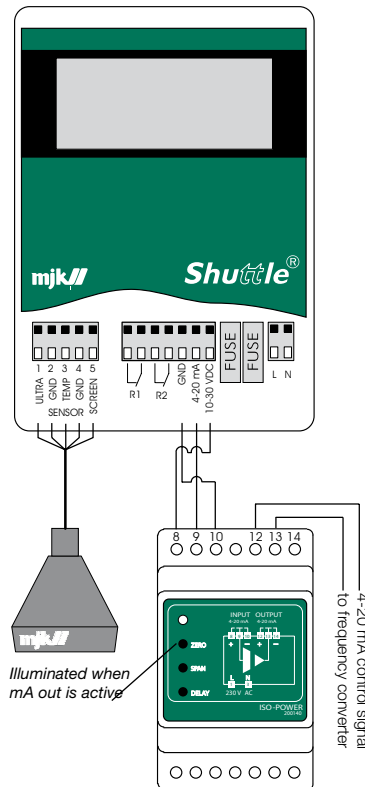 mjk
Shuttle®
1 2 3 4 5
ULTRA
GND
TEMP
GND
SCREEN
SENSOR
R1
R2
GND
4-20 mA
10-30 VDC
FUSE
FUSE
L N
8 9 10 12 13 14
4-20 mA control signal
to frequency converter
mjk
Illuminated when
mA out is active
INPUT OUTPUT
4-20 mA 4-20 mA
+ - + -
ZERO
SPAN
DELAY
L N
230 V AC
ISO-POWER
200140